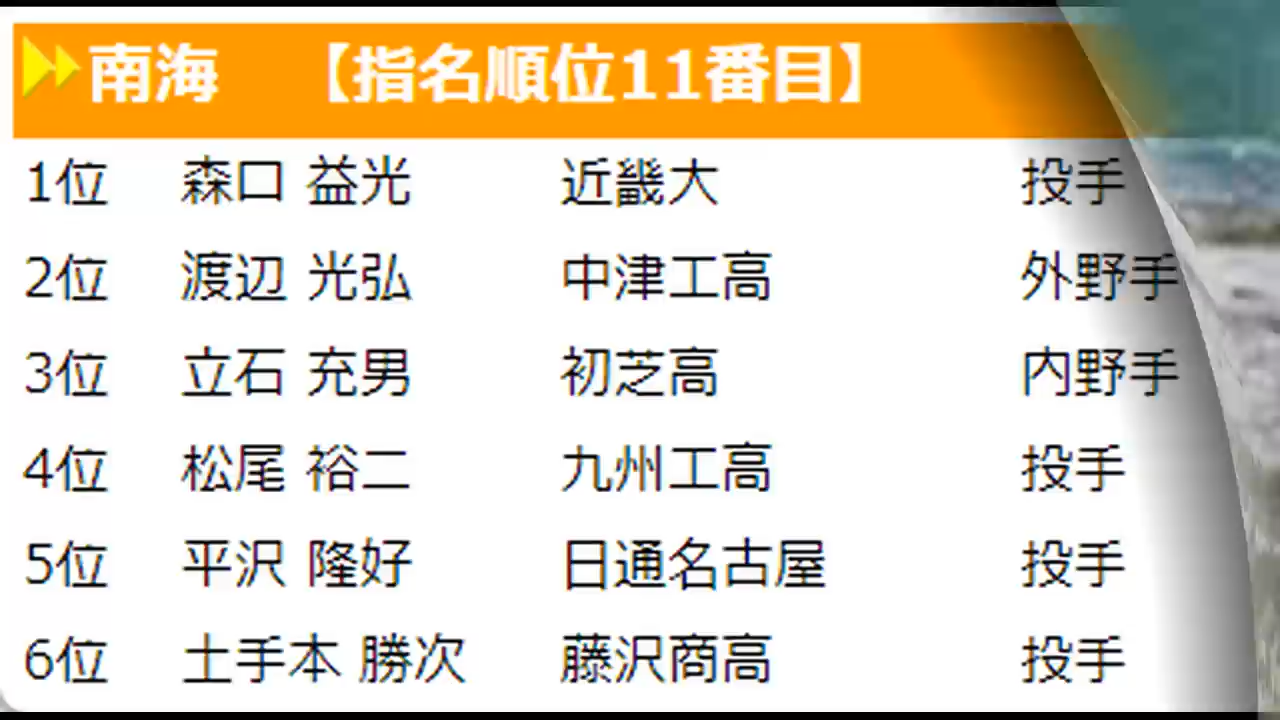 南海 【指名順位11番目】
1位 森口 益光 近畿大 投手
2位 渡辺 光弘 中津工高 外野手
3位 立石 充男 初芝高 内野手
4位 松尾 裕二 九州工高 投手
5位 平沢 隆好 日通名古屋 投手
6位 土手本 勝次 藤沢商高 投手